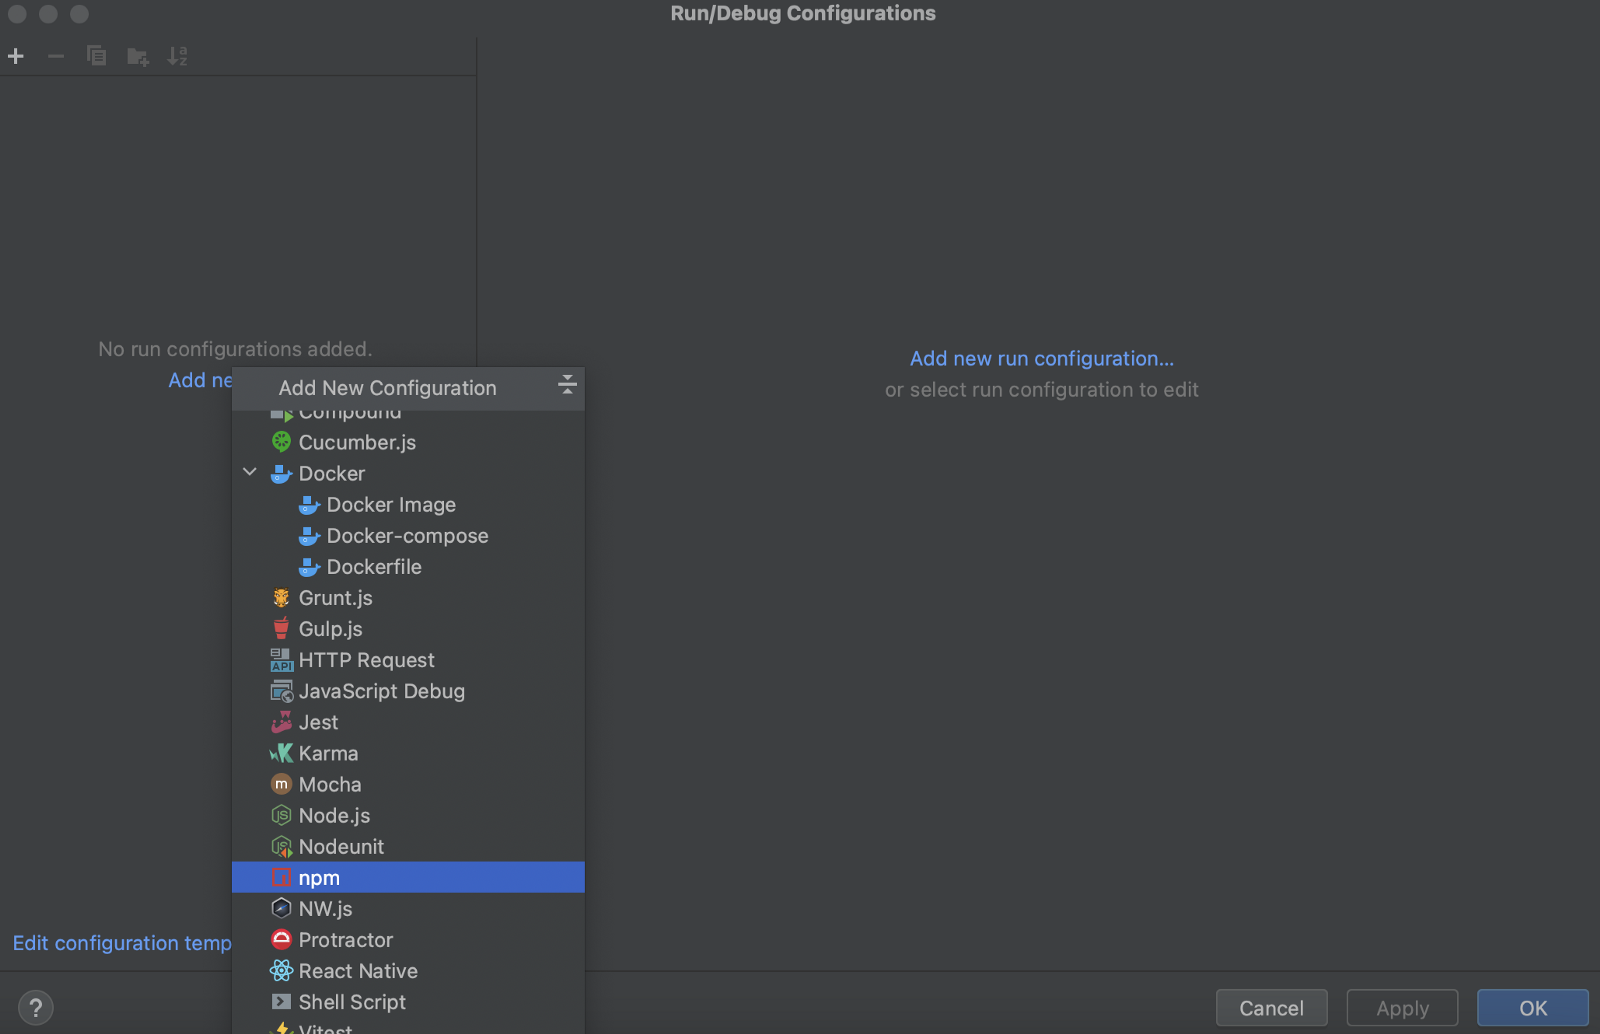 Run/Debug Configurations
No run configurations added.
Add ne
Add new run configuration...
or select run configuration to edit
Add New Configuration
Compound
Cucumber.js
Docker
Docker Image
Docker-compose
Dockerfile
Grunt.js
Gulp.js
API HTTP Request
JavaScript Debug
Jest
Karma
m Mocha
JS Node.js
JS Nodeunit
npm
NW.js
Protractor
React Native
Shell Script
Vitest
Edit configuration temp
?
Cancel
Apply
OK